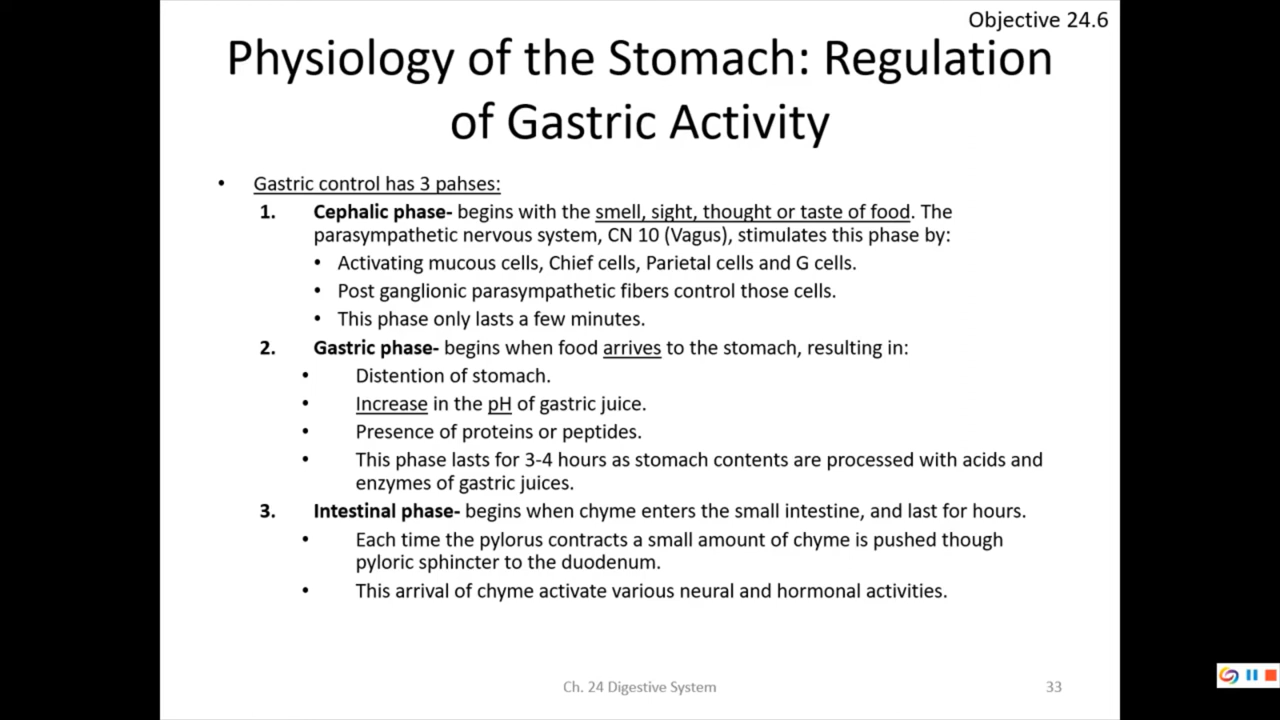 Objective 24.6
Physiology of the Stomach: Regulation
of Gastric Activity
• Gastric control has 3 pahses:
1. Cephalic phase- begins with the smell, sight, thought or taste of food. The
parasympathetic nervous system, CN 10 (Vagus), stimulates this phase by:
• Activating mucous cells, Chief cells, Parietal cells and G cells.
• Post ganglionic parasympathetic fibers control those cells.
• This phase only lasts a few minutes.
2. Gastric phase- begins when food arrives to the stomach, resulting in:
• Distention of stomach.
• Increase in the pH of gastric juice.
• Presence of proteins or peptides.
• This phase lasts for 3-4 hours as stomach contents are processed with acids and
enzymes of gastric juices.
3. Intestinal phase- begins when chyme enters the small intestine, and last for hours.
• Each time the pylorus contracts a small amount of chyme is pushed though
pyloric sphincter to the duodenum.
• This arrival of chyme activate various neural and hormonal activities.
Ch. 24 Digestive System
33